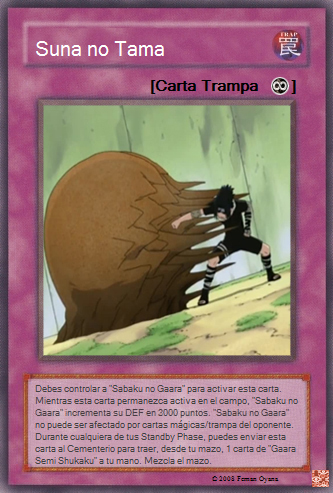 Suna no Tama
TRAP
罠
[Carta Trampa ]
Debes controlar a "Sabaku no Gaara" para activar esta carta.
Mientras esta carta permanezca activa en el campo, "Sabaku no
Gaara" incrementa su DEF en 2000 puntos. "Sabaku no Gaara"
no puede ser afectado por cartas mágicas/trampa del oponente.
Durante cualquiera de tus Standby Phase, puedes enviar esta
carta al Cementerio para traer, desde tu mazo, 1 carta de "Gaara
Semi Shukaku" a tu mano. Mezcla el mazo.
©2008 Fernan Oyana